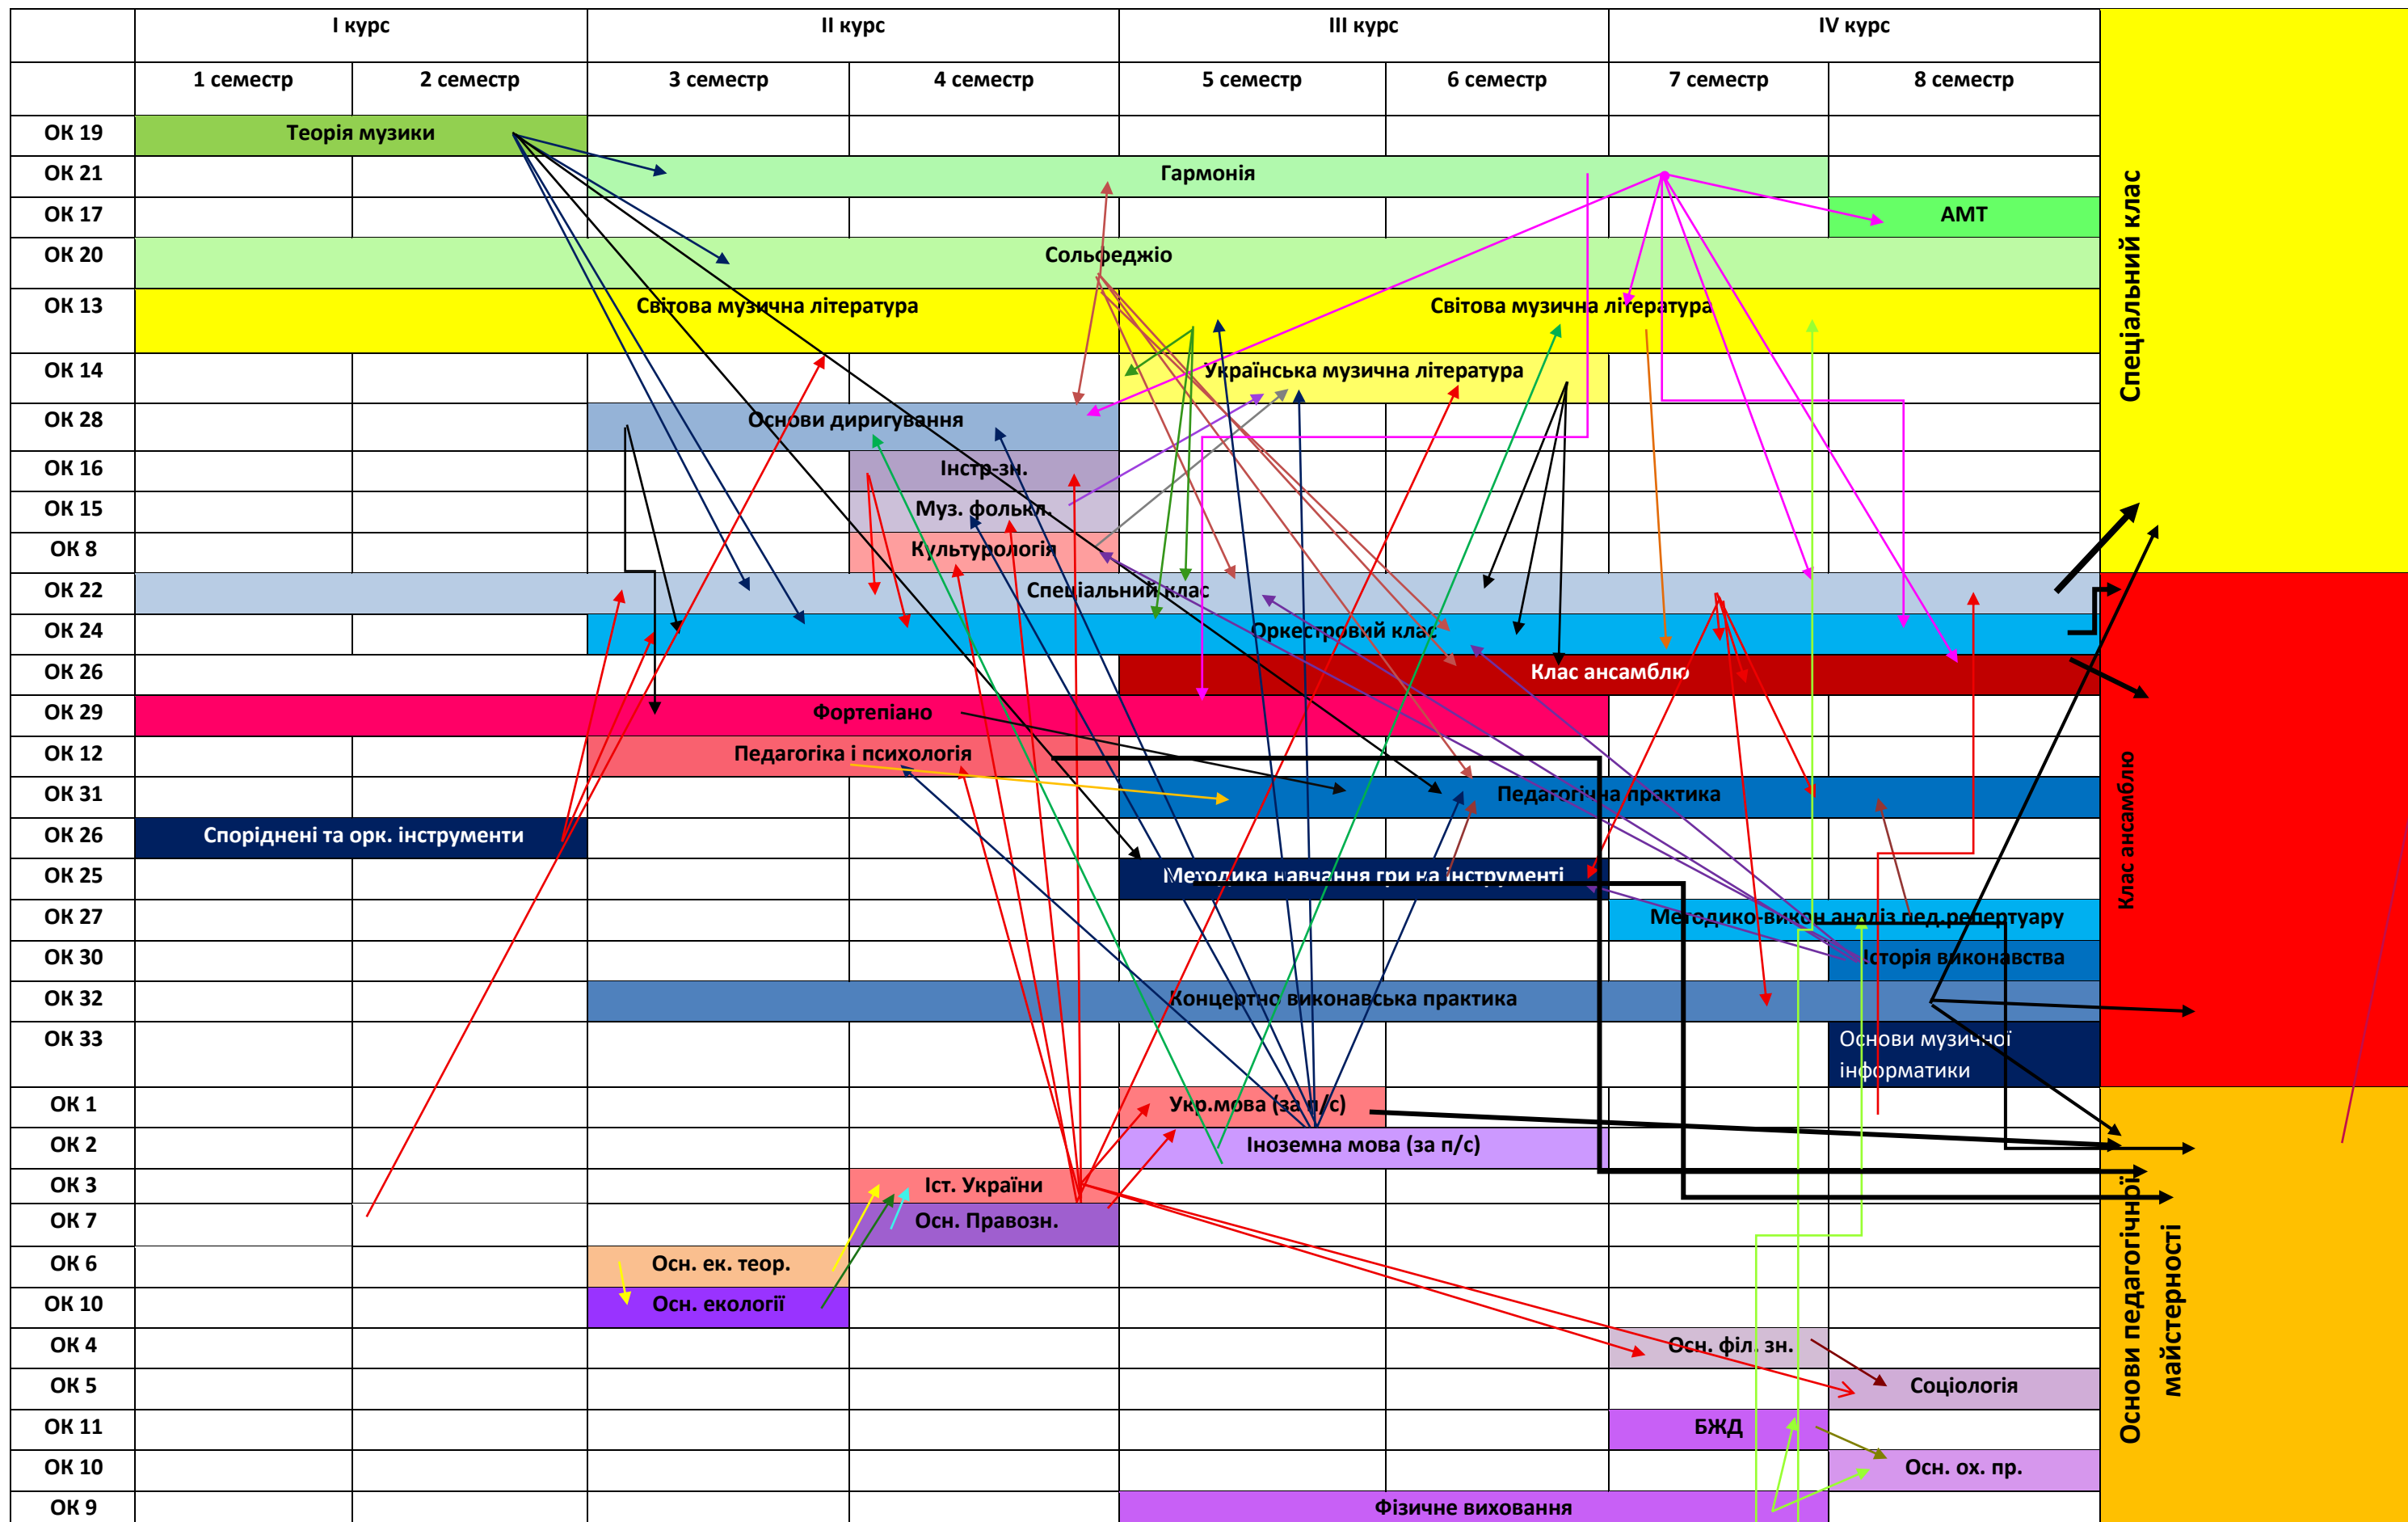 І курс
ІІ курс
ІІІ курс
IV курс
1 семестр
2 семестр
3 семестр
4 семестр
5 семестр
6 семестр
7 семестр
8 семестр
ОК 19
Теорія музики
ОК 21
Гармонія
ОК 17
АМТ
ОК 20
Сольфеджіо
ОК 13
Світова музична література
Світова музична література
ОК 14
Українська музична література
ОК 28
Основи диригування
ОК 16
Інстр-зн.
ОК 15
Муз. фолькл.
ОК 8
Культурологія
ОК 22
Спеціальний клас
ОК 24
Оркестровий клас
ОК 26
Клас ансамблю
ОК 29
Фортепіано
ОК 12
Педагогіка і психологія
ОК 31
Педагогічна практика
ОК 26
Споріднені та орк. інструменти
ОК 25
Методика навчання гри на інструменті
ОК 27
Методико-викон аналіз пед.репертуару
ОК 30
Історія виконавства
ОК 32
Концертно виконавська практика
ОК 33
Основи музичної
інформатики
ОК 1
Укр.мова (за п/с)
ОК 2
Іноземна мова (за п/с)
ОК 3
Іст. України
ОК 7
Осн. Правозн.
ОК 6
Осн. ек. теор.
ОК 10
Осн. екології
ОК 4
Осн. філ. зн.
ОК 5
Соціологія
ОК 11
БЖД
ОК 10
Осн. ох. пр.
ОК 9
Фізичне виховання
Спеціальний клас
Клас ансамблю
Основи педагогічної
майстерності